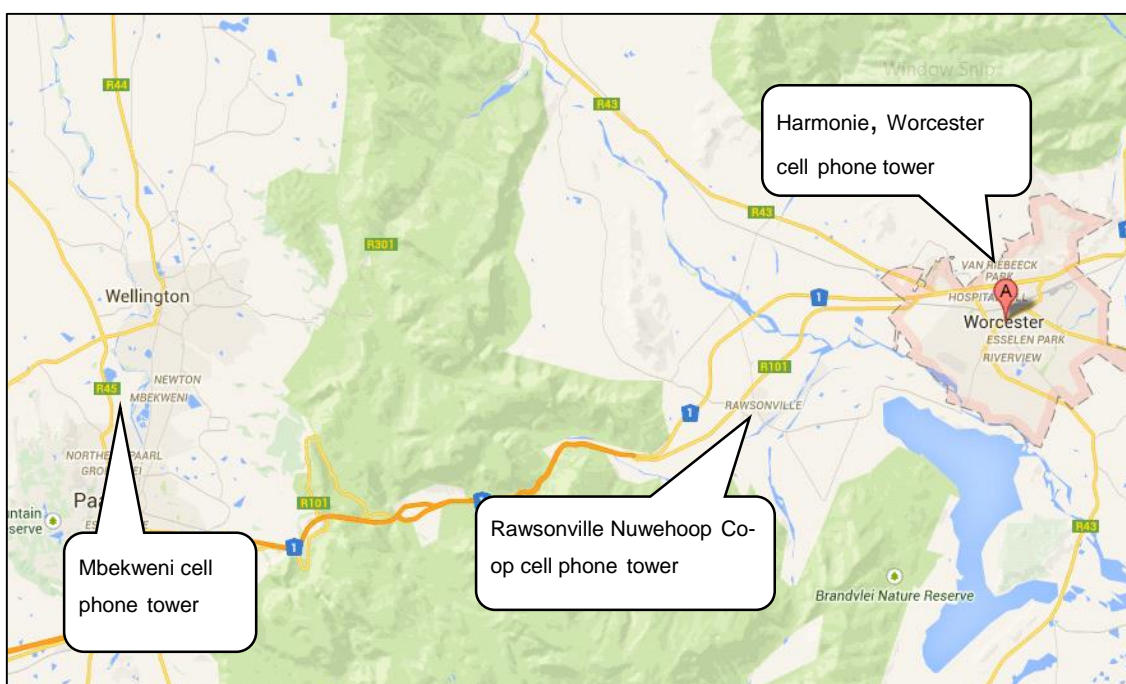 Window Snip
R44
R43
Harmonie, Worcester
cell phone tower
R43
R301
1
VAN RIEBEECK
PARK
Wellington
1
HOSPITAL HILL
A
Worcester
ESSELEN PARK
RIVERVIEW
R101
R45
NEWTON
MBEKWENI
RAWSONVILLE
1
NORTHERN PAARL
R101
R43
1
Rawsonville Nuwehoop Co-
op cell phone tower
Mbekweni cell
phone tower
Brandvlei Nature Reserve